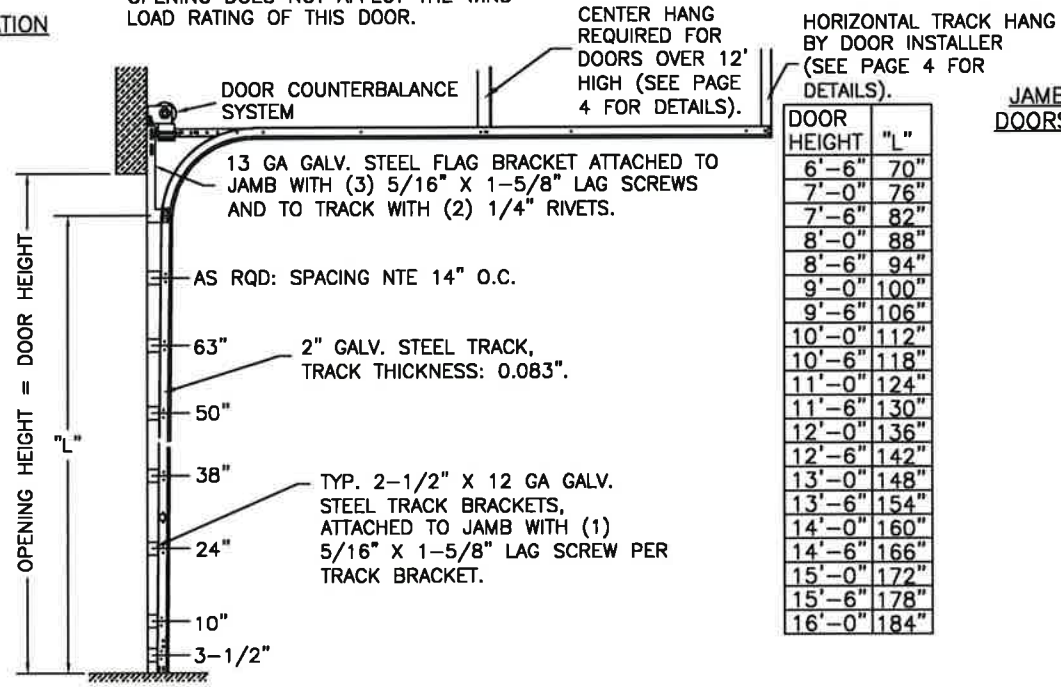 LOAD RATING OF THIS DOOR.
CENTER HANG
REQUIRED FOR
DOORS OVER 12'
HIGH (SEE PAGE
4 FOR DETAILS).
HORIZONTAL TRACK HANG
BY DOOR INSTALLER
(SEE PAGE 4 FOR
DETAILS).
DOOR COUNTERBALANCE
SYSTEM
13 GA GALV. STEEL FLAG BRACKET ATTACHED TO
JAMB WITH (3) 5/16" X 1-5/8" LAG SCREWS
AND TO TRACK WITH (2) 1/4" RIVETS.
AS RQD: SPACING NTE 14" O.C.
63"
2" GALV. STEEL TRACK,
TRACK THICKNESS: 0.083".
50"
38"
TYP. 2-1/2" X 12 GA GALV.
STEEL TRACK BRACKETS,
ATTACHED TO JAMB WITH (1)
5/16" X 1-5/8" LAG SCREW PER
TRACK BRACKET.
24"
10"
3-1/2"
OPENING HEIGHT = DOOR HEIGHT
"L"
DOOR
HEIGHT "L"
6'-6" 70"
7'-0" 76"
7'-6" 82"
8'-0" 88"
8'-6" 94"
9'-0" 100"
9'-6" 106"
10'-0" 112"
10'-6" 118"
11'-0" 124"
11'-6" 130"
12'-0" 136"
12'-6" 142"
13'-0" 148"
13'-6" 154"
14'-0" 160"
14'-6" 166"
15'-0" 172"
15'-6" 178"
16'-0" 184"
JAMB
DOORS